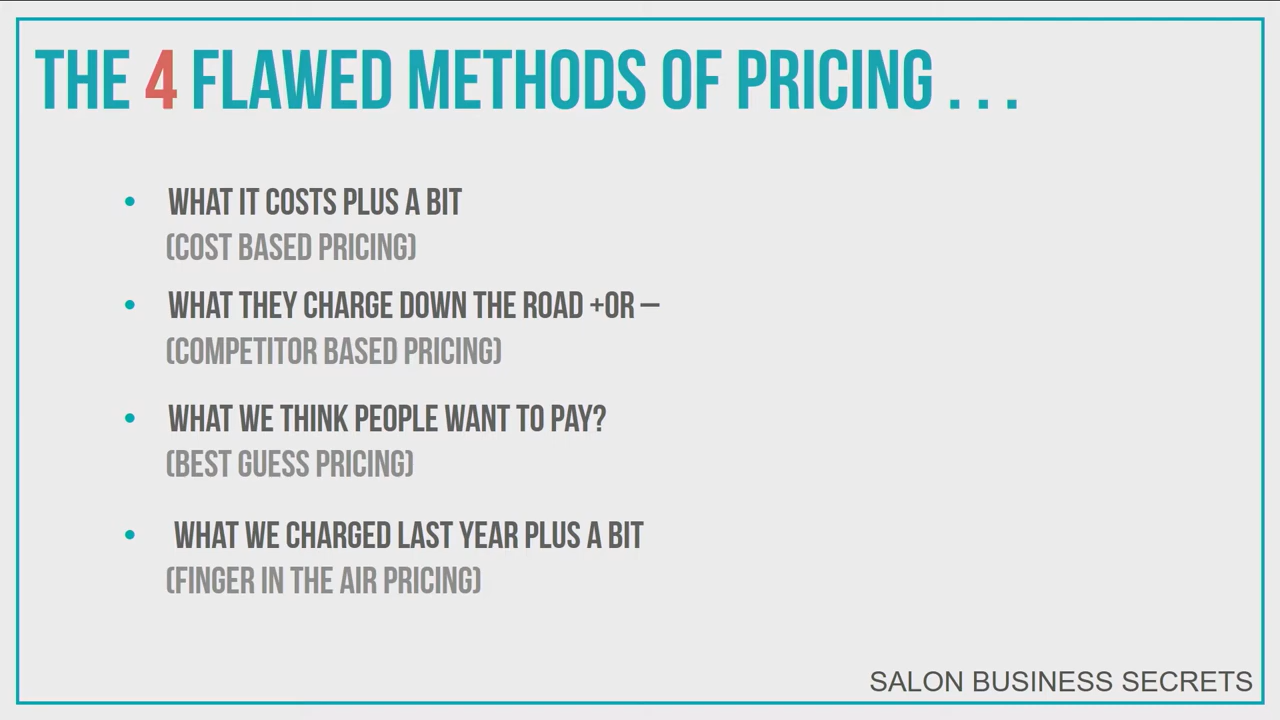 THE 4 FLAWED METHODS OF PRICING . . .
• WHAT IT COSTS PLUS A BIT
(COST BASED PRICING)
• WHAT THEY CHARGE DOWN THE ROAD +OR –
(COMPETITOR BASED PRICING)
• WHAT WE THINK PEOPLE WANT TO PAY?
(BEST GUESS PRICING)
• WHAT WE CHARGED LAST YEAR PLUS A BIT
(FINGER IN THE AIR PRICING)
SALON BUSINESS SECRETS